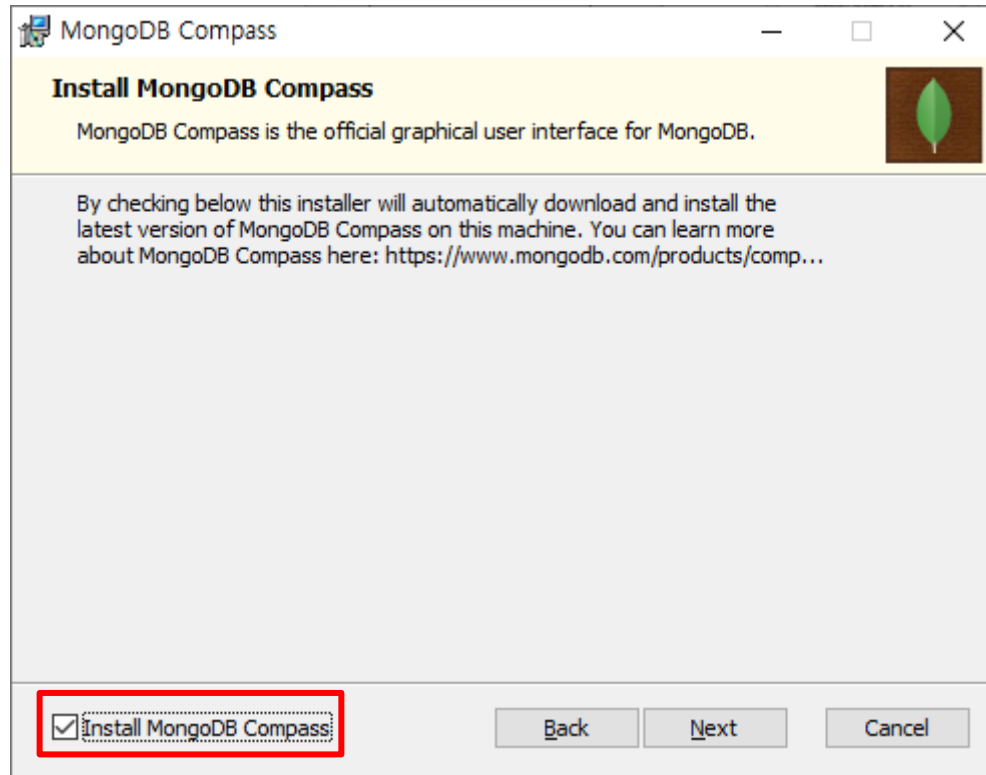 MongoDB Compass
Install MongoDB Compass
MongoDB Compass is the official graphical user interface for MongoDB.
By checking below this installer will automatically download and install the
latest version of MongoDB Compass on this machine. You can learn more
about MongoDB Compass here: https://www.mongodb.com/products/comp...
Install MongoDB Compass
Back
Next
Cancel